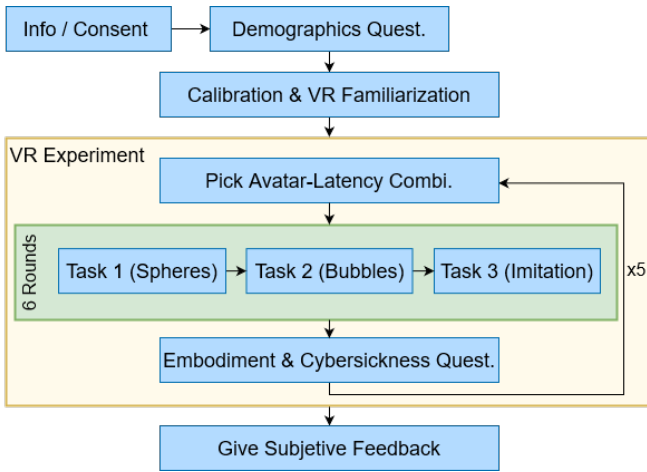 Info / Consent
Demographics Quest.
Calibration & VR Familiarization
VR Experiment
Pick Avatar-Latency Combi.
6 Rounds
Task 1 (Spheres)
Task 2 (Bubbles)
Task 3 (Imitation)
x5
Embodiment & Cybersickness Quest.
Give Subjetive Feedback